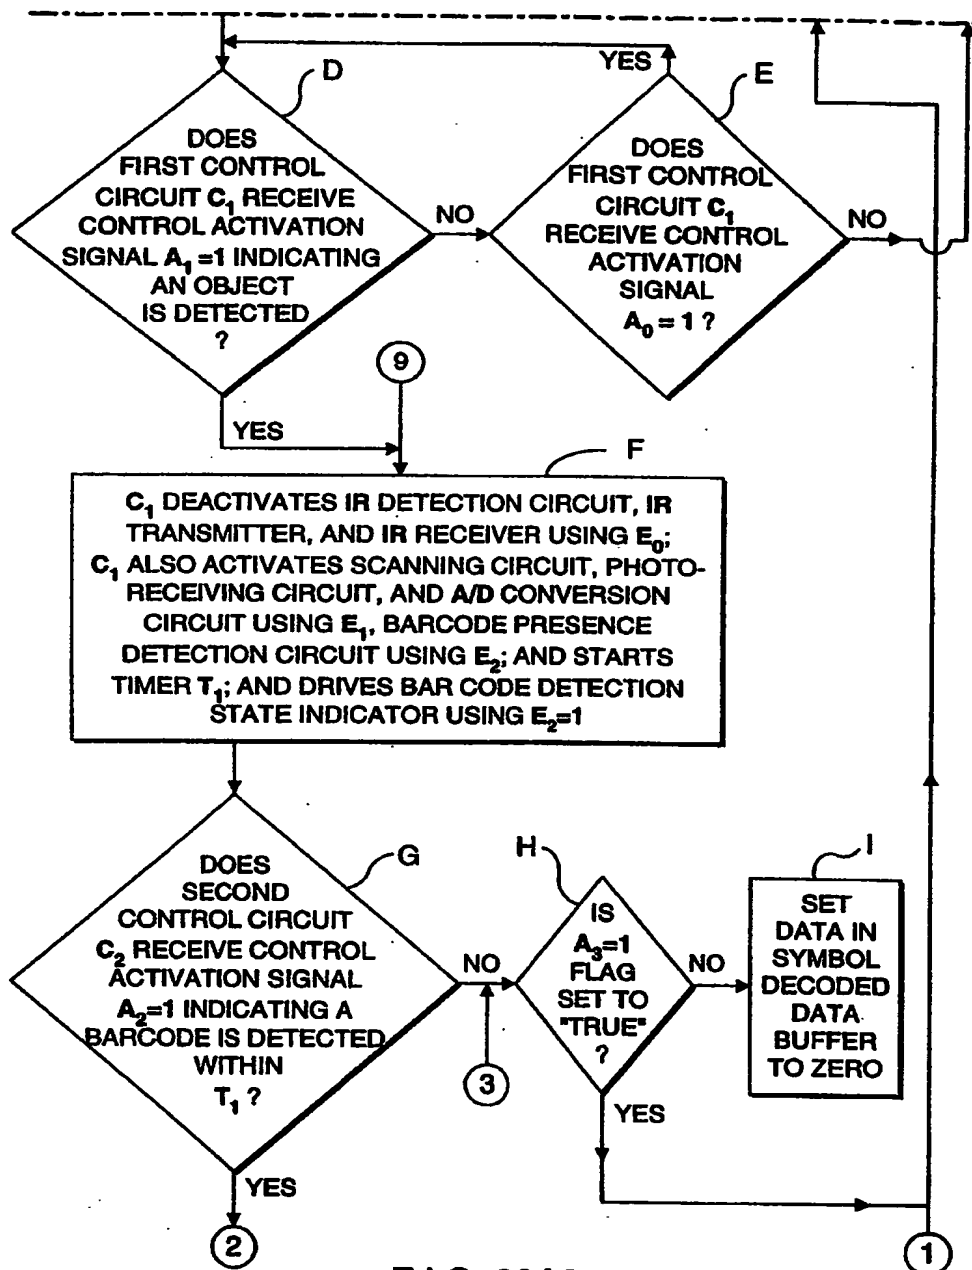 D
DOES
FIRST CONTROL
CIRCUIT C₁ RECEIVE
CONTROL ACTIVATION
SIGNAL A₁ =1 INDICATING
AN OBJECT
IS DETECTED
?
NO
YES
E
YES
DOES
FIRST CONTROL
CIRCUIT C₁
RECEIVE CONTROL
ACTIVATION
SIGNAL
A₀ = 1 ?
NO
9
F
C₁ DEACTIVATES IR DETECTION CIRCUIT, IR
TRANSMITTER, AND IR RECEIVER USING E₀;
C₁ ALSO ACTIVATES SCANNING CIRCUIT, PHOTO-
RECEIVING CIRCUIT, AND A/D CONVERSION
CIRCUIT USING E₁, BARCODE PRESENCE
DETECTION CIRCUIT USING E₂; AND STARTS
TIMER T₁; AND DRIVES BAR CODE DETECTION
STATE INDICATOR USING E₂=1
G
DOES
SECOND
CONTROL CIRCUIT
C₂ RECEIVE CONTROL
ACTIVATION SIGNAL
A₂=1 INDICATING A
BARCODE IS DETECTED
WITHIN
T₁ ?
NO
YES
2
3
H
IS
A₃=1
FLAG
SET TO
"TRUE"
?
NO
YES
I
SET
DATA IN
SYMBOL
DECODED
DATA
BUFFER
TO ZERO
1